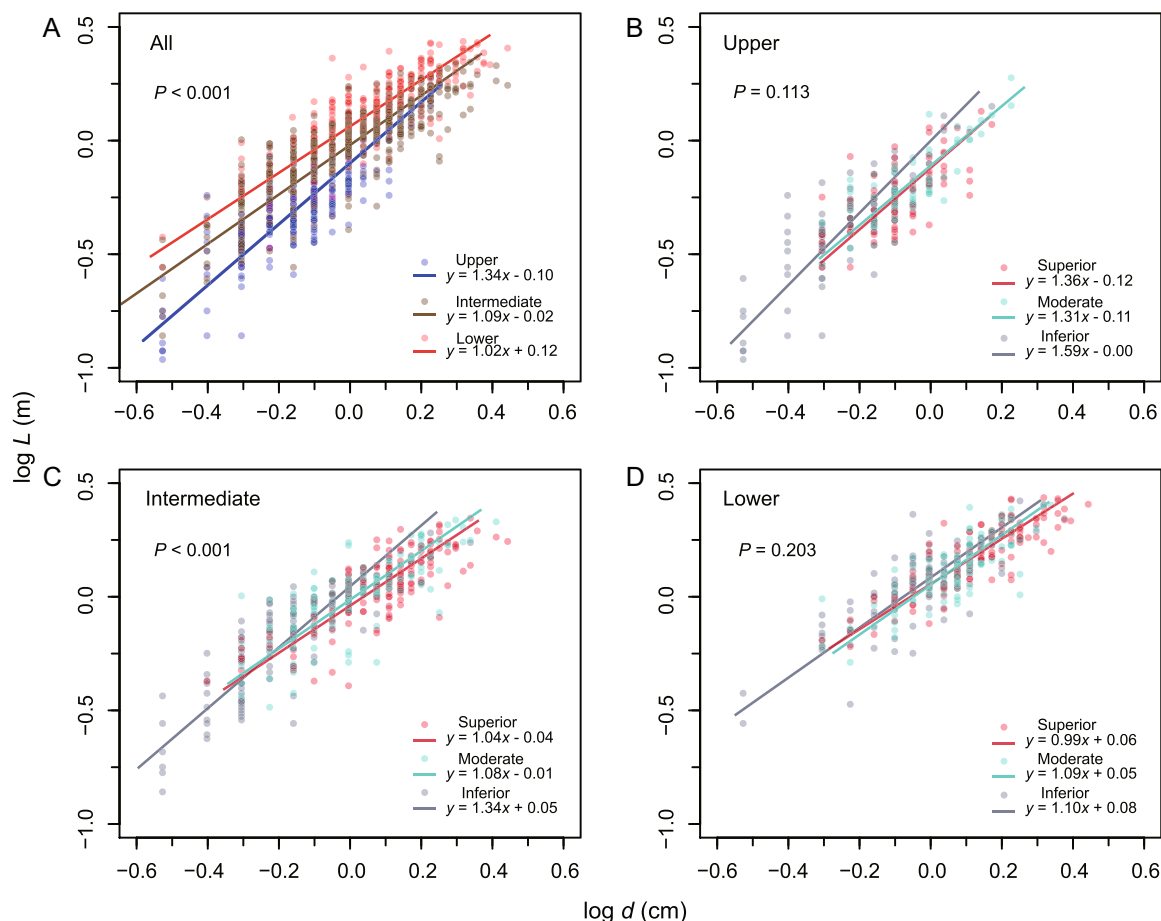 A
All
P < 0.001
0.5
0.0
−0.5
−1.0
Upper
y = 1.34x - 0.10
Intermediate
y = 1.09x - 0.02
Lower
y = 1.02x + 0.12
−0.6 −0.4 −0.2 0.0 0.2 0.4 0.6
B
Upper
P = 0.113
0.5
0.0
−0.5
−1.0
Superior
y = 1.36x - 0.12
Moderate
y = 1.31x - 0.11
Inferior
y = 1.59x - 0.00
−0.6 −0.4 −0.2 0.0 0.2 0.4 0.6
log L (m)
C
Intermediate
P < 0.001
0.5
0.0
−0.5
−1.0
Superior
y = 1.04x - 0.04
Moderate
y = 1.08x - 0.01
Inferior
y = 1.34x + 0.05
−0.6 −0.4 −0.2 0.0 0.2 0.4 0.6
D
Lower
P = 0.203
0.5
0.0
−0.5
−1.0
Superior
y = 0.99x + 0.06
Moderate
y = 1.09x + 0.05
Inferior
y = 1.10x + 0.08
−0.6 −0.4 −0.2 0.0 0.2 0.4 0.6
log d (cm)